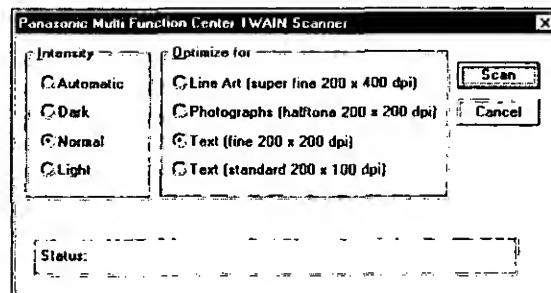 Panasonic Multi Function Center TWAIN Scanner
Intensity
Automatic
Dark
Normal
Light
Optimize for
Line Art (super fine 200 x 400 dpi)
Photographs (halftone 200 x 200 dpi)
Text (fine 200 x 200 dpi)
Text (standard 200 x 100 dpi)
Scan
Cancel
Status: